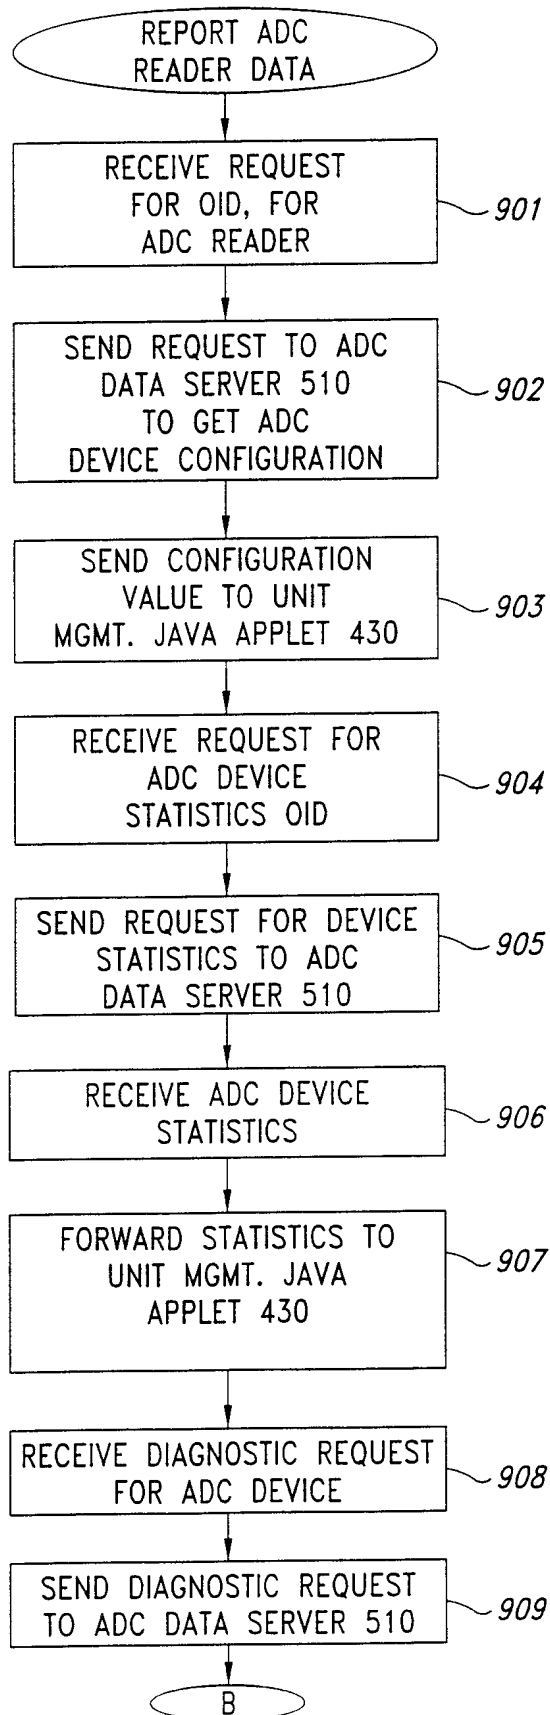 REPORT ADC
READER DATA
RECEIVE REQUEST
FOR OID, FOR
ADC READER
901
SEND REQUEST TO ADC
DATA SERVER 510
TO GET ADC
DEVICE CONFIGURATION
902
SEND CONFIGURATION
VALUE TO UNIT
MGMT. JAVA APPLET 430
903
RECEIVE REQUEST FOR
ADC DEVICE
STATISTICS OID
904
SEND REQUEST FOR DEVICE
STATISTICS TO ADC
DATA SERVER 510
905
RECEIVE ADC DEVICE
STATISTICS
906
FORWARD STATISTICS TO
UNIT MGMT. JAVA
APPLET 430
907
RECEIVE DIAGNOSTIC REQUEST
FOR ADC DEVICE
908
SEND DIAGNOSTIC REQUEST
TO ADC DATA SERVER 510
909
B